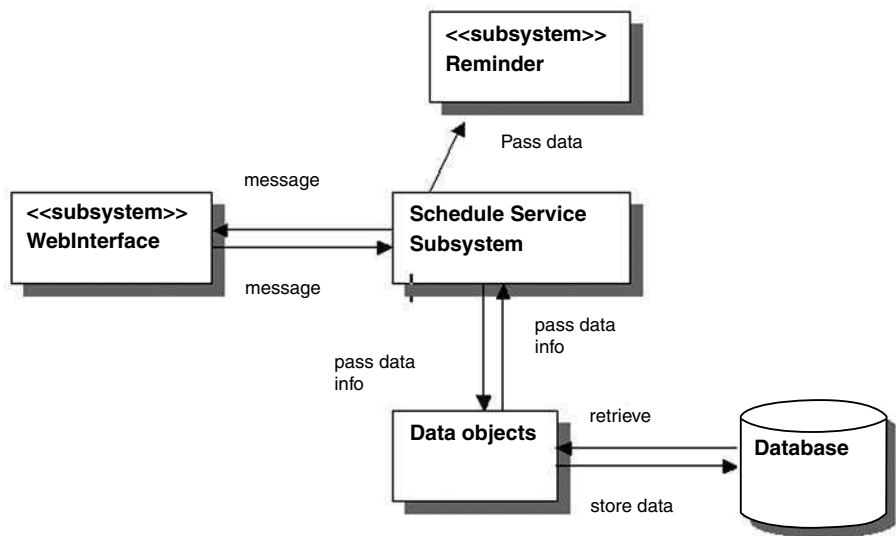 <<subsystem>>
Reminder
Pass data
message
<<subsystem>>
WebInterface
Schedule Service
Subsystem
message
pass data
info
pass data
info
Data objects
retrieve
Database
store data